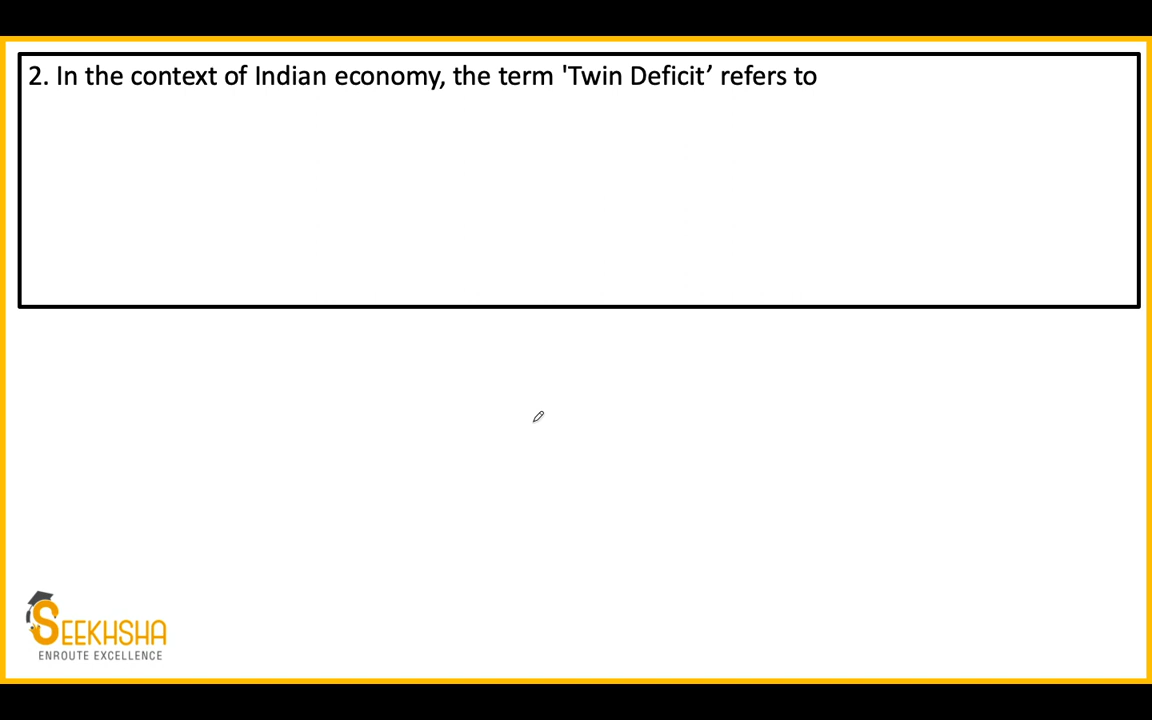 2. In the context of Indian economy, the term 'Twin Deficit’ refers to
SEEKHSHA
ENROUTE EXCELLENCE